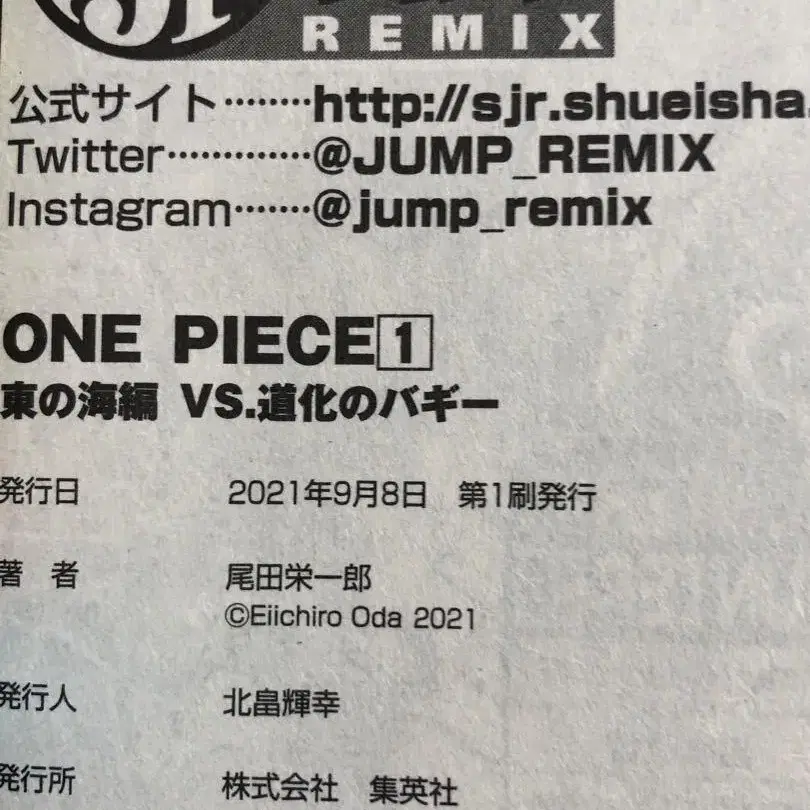 REMIX
公式サイト········http://sjr.shueisha.
Twitter·············@JUMP_REMIX
Instagram·······@jump_remix
ONE PIECE 1
東の海編 VS.道化のバギー
発行日 2021年9月8日 第1刷発行
著 者 尾田栄一郎
©Eiichiro Oda 2021
発行人 北畠輝幸
発行所 株式会社 集英社